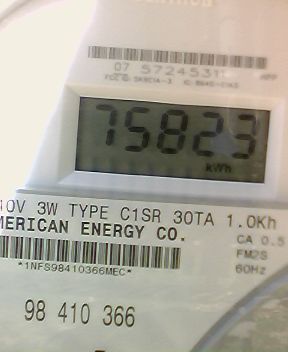 07 5724531
75823
kWh
40V 3W TYPE C1SR 30TA 1.0Kh
MERICAN ENERGY CO.
CA 0.5
*1NFS98410366MEC*
FM2S
60Hz
98 410 366